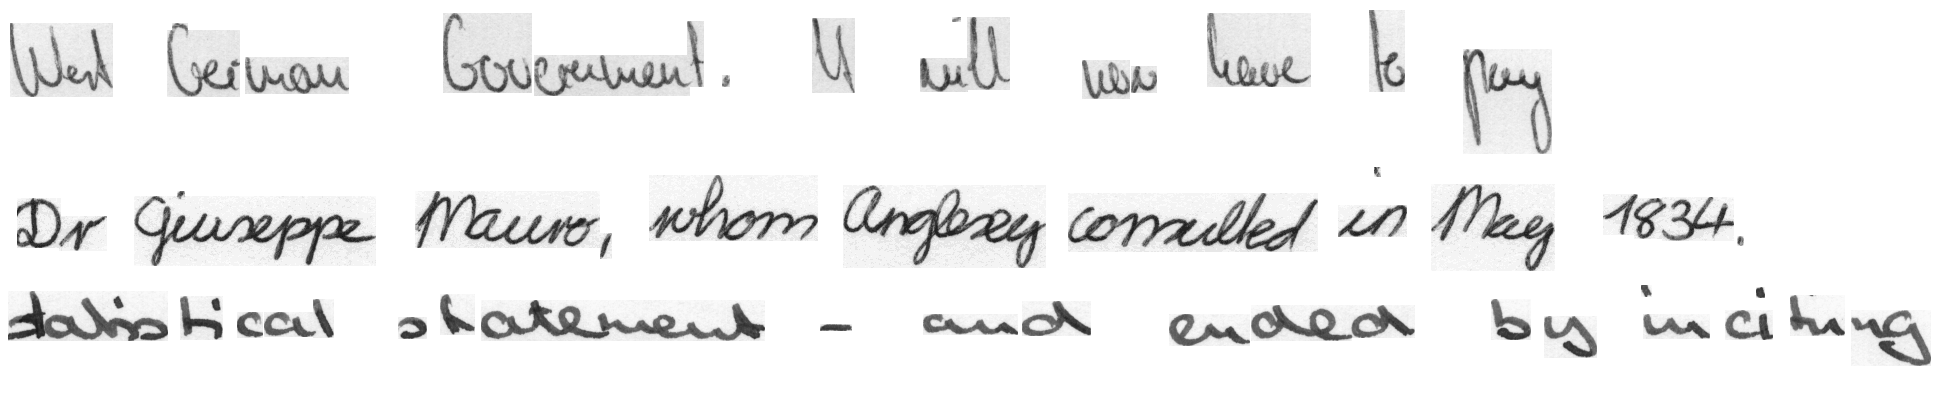 West German Government. It will now have to pay
Dr Giuseppe Mauro, whom Anglesey consulted in May 1834.
statistical statement - and ended by inciting